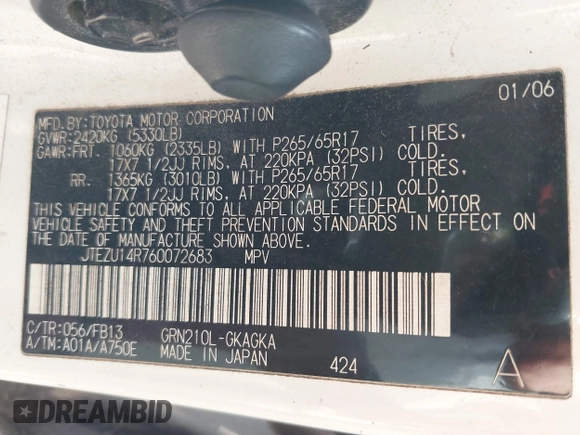 MFD.BY:TOYOTA MOTOR CORPORATION 01/06
GVWR:2420KG (5330LB)
GAWR:FRT. 1060KG (2335LB) WITH P265/65R17 TIRES,
17X7 1/2JJ RIMS, AT 220KPA (32PSI) COLD.
RR. 1365KG (3010LB) WITH P265/65R17 TIRES,
17X7 1/2JJ RIMS, AT 220KPA (32PSI) COLD.
THIS VEHICLE CONFORMS TO ALL APPLICABLE FEDERAL MOTOR
VEHICLE SAFETY AND THEFT PREVENTION STANDARDS IN EFFECT ON
THE DATE OF MANUFACTURE SHOWN ABOVE.
JTEZU14R760072683 MPV
C/TR:056/FB13 GRN210L-GKAGKA
A/TM:A01A/A750E MADE IN JAPAN 424 A
DREAMBID